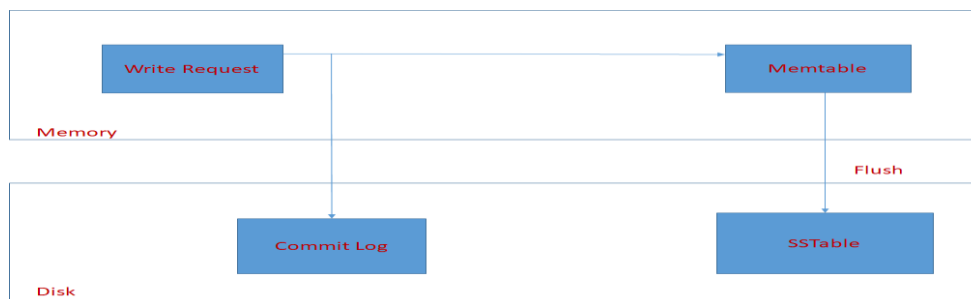 Write Request
Memtable
Memory
Flush
Commit Log
SSTable
Disk